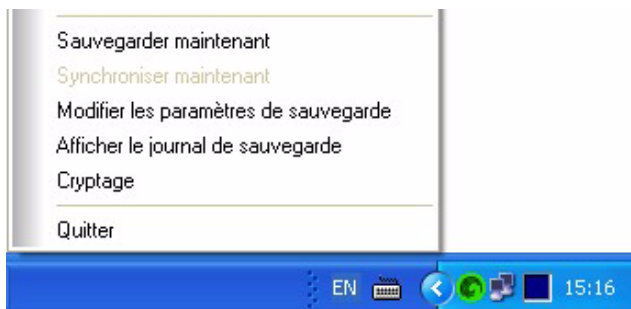 Sauvegarder maintenant
Synchroniser maintenant
Modifier les paramètres de sauvegarde
Afficher le journal de sauvegarde
Cryptage
Quitter
EN 15:16